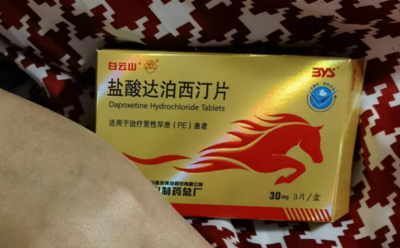 白云山®
BYS
盐酸达泊西汀片
Dapoxetine Hydrochloride Tablets
适用于治疗男性早泄（PE）患者
制药总厂
30mg 3片/盒